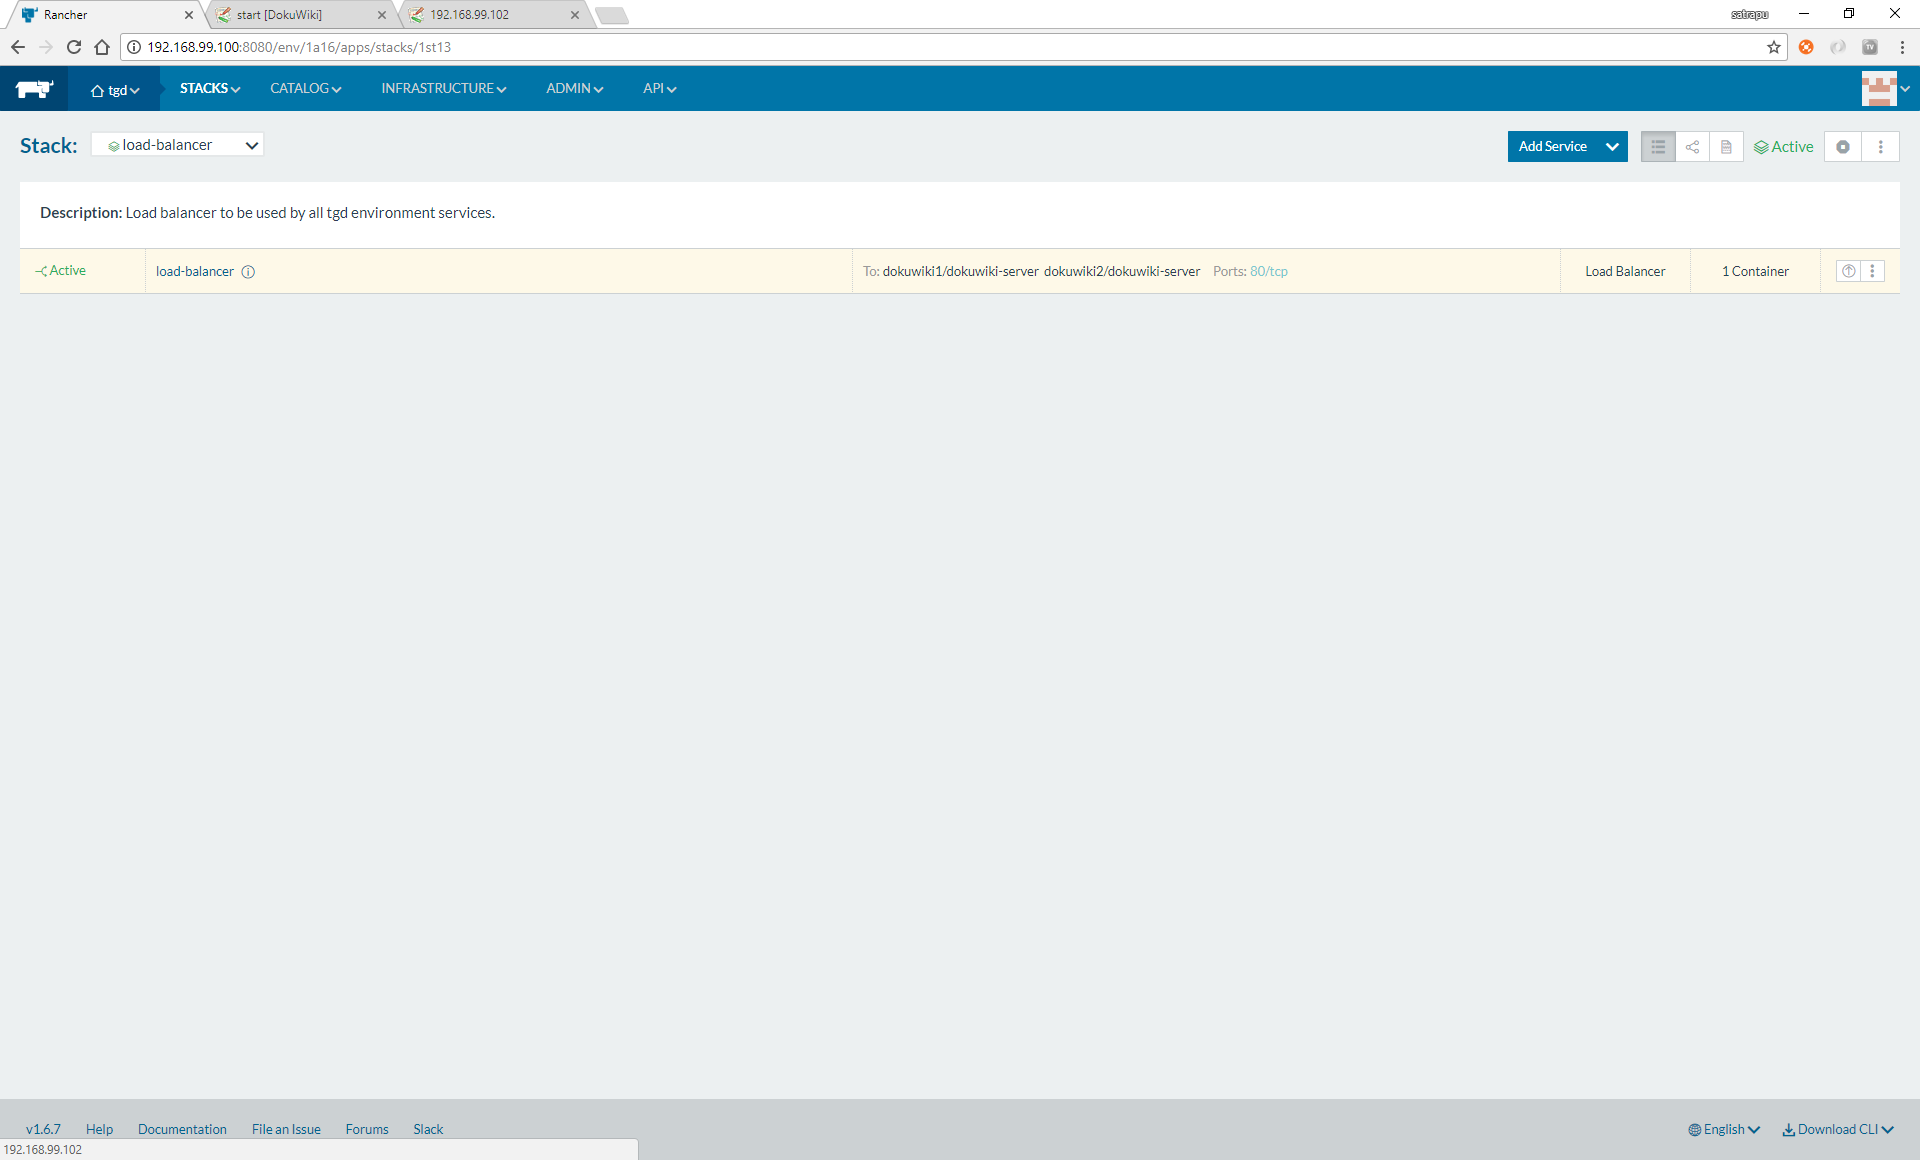 Rancher
start [DokuWiki]
192.168.99.102
satrapu
192.168.99.100:8080/env/1a16/apps/stacks/1st13
TV
tgd
STACKS
CATALOG
INFRASTRUCTURE
ADMIN
API
Stack:
load-balancer
Add Service
Active
Description: Load balancer to be used by all tgd environment services.
Active
load-balancer
To: dokuwiki1/dokuwiki-server dokuwiki2/dokuwiki-server Ports: 80/tcp
Load Balancer
1 Container
v1.6.7
Help
Documentation
File an Issue
Forums
Slack
English
Download CLI
192.168.99.102